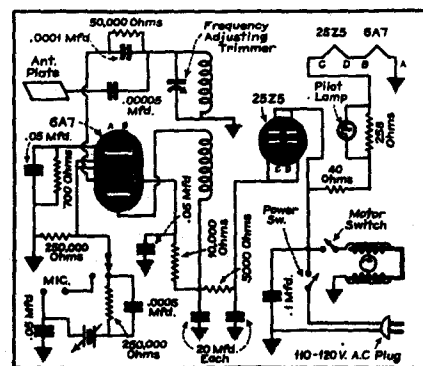 50,000 Ohms
.0001 Mfd.
Frequency
Adjusting
Trimmer
25Z5
6A7
C
D
B
A
Ant.
Plate
.00005 Mfd.
Pilot
Lamp
25Z5
6A7
A
B
.05 Mfd.
700 Ohms
258
Ohms
40
Ohms
.05 Mfd.
Ohms
5000 Ohms
Power
Sw.
Motor
Switch
250,000
Ohms
MIC.
.0005
Mfd.
.1 Mfd.
.05 Mfd
250,000
Ohms
20 Mfd.
Each
110-120 V. A.C Plug